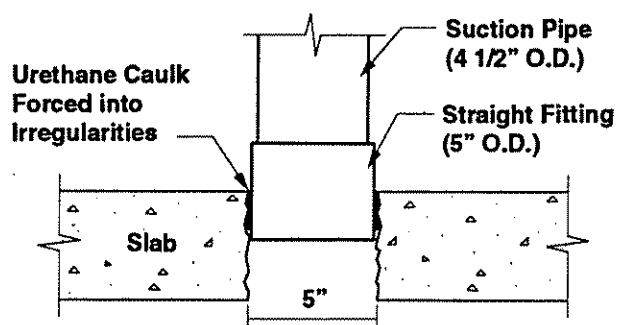 Suction Pipe
(4 1/2" O.D.)
Urethane Caulk
Forced into
Irregularities
Straight Fitting
(5" O.D.)
Slab
5"